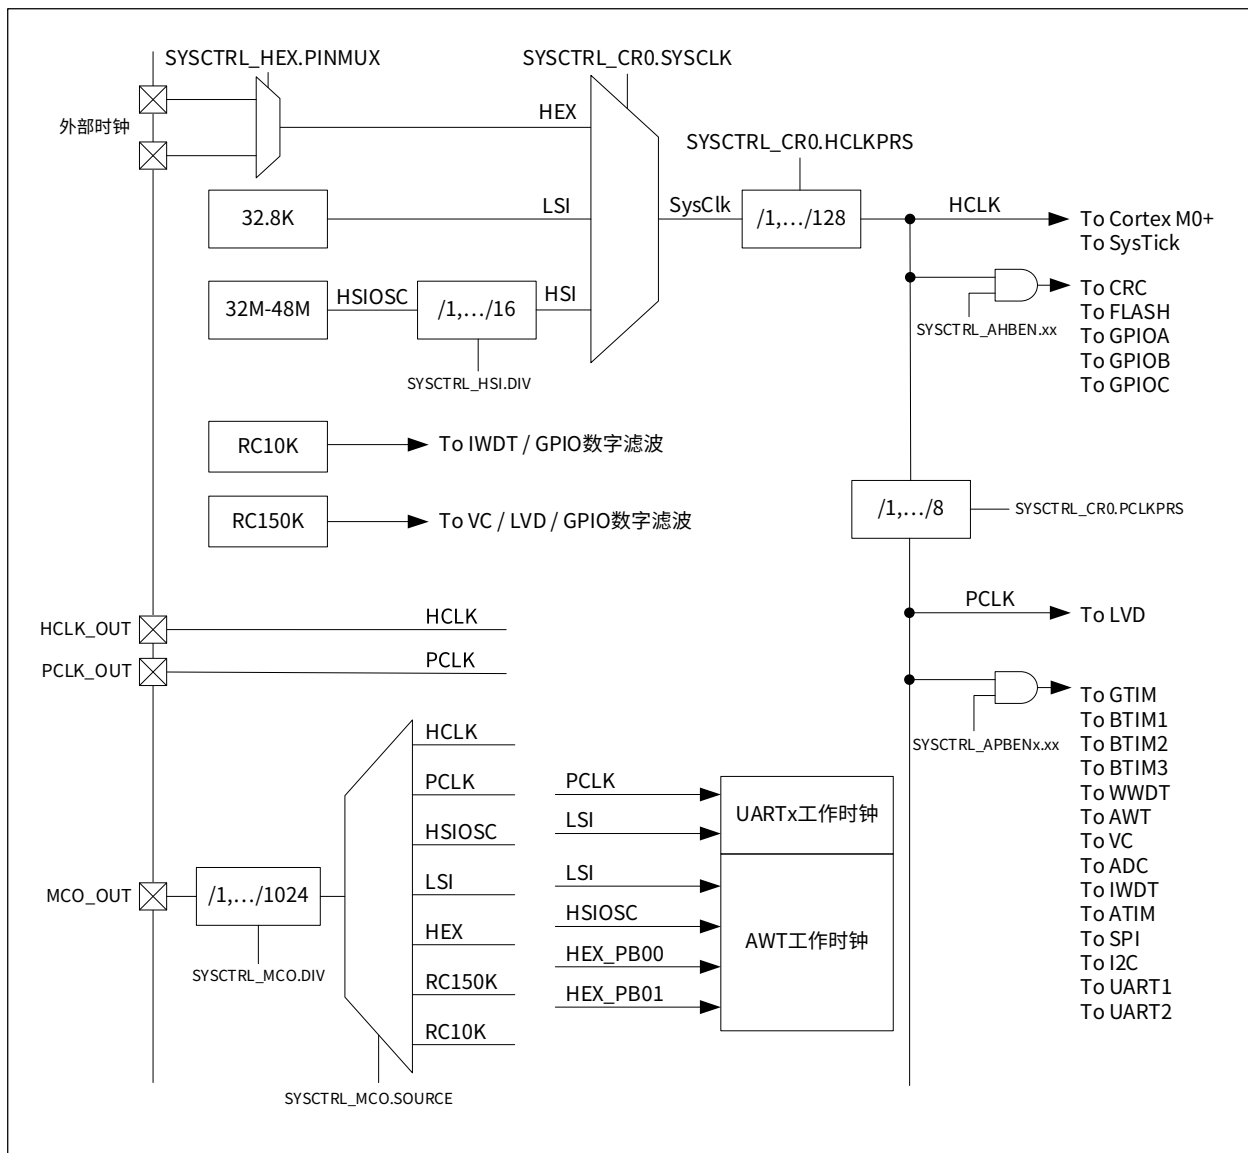 SYSCTRL_HEX.PINMUX
SYSCTRL_CR0.SYSCLK
外部时钟
HEX
SYSCTRL_CR0.HCLKPRS
32.8K
LSI
SysClk
/1,…/128
HCLK
To Cortex M0+
To SysTick
32M-48M
HSIOSC
/1,…/16
HSI
SYSCTRL_HSI.DIV
SYSCTRL_AHBEN.xx
To CRC
To FLASH
To GPIOA
To GPIOB
To GPIOC
RC10K
To IWDT / GPIO数字滤波
RC150K
To VC / LVD / GPIO数字滤波
/1,…/8
SYSCTRL_CR0.PCLKPRS
HCLK_OUT
HCLK
PCLK_OUT
PCLK
PCLK
To LVD
SYSCTRL_APBENx.xx
To GTIM
To BTIM1
To BTIM2
To BTIM3
To WWDT
To AWT
To VC
To ADC
To IWDT
To ATIM
To SPI
To I2C
To UART1
To UART2
MCO_OUT
/1,…/1024
SYSCTRL_MCO.DIV
HCLK
PCLK
HSIOSC
LSI
HEX
RC150K
RC10K
SYSCTRL_MCO.SOURCE
PCLK
LSI
UARTx工作时钟
LSI
HSIOSC
HEX_PB00
HEX_PB01
AWT工作时钟